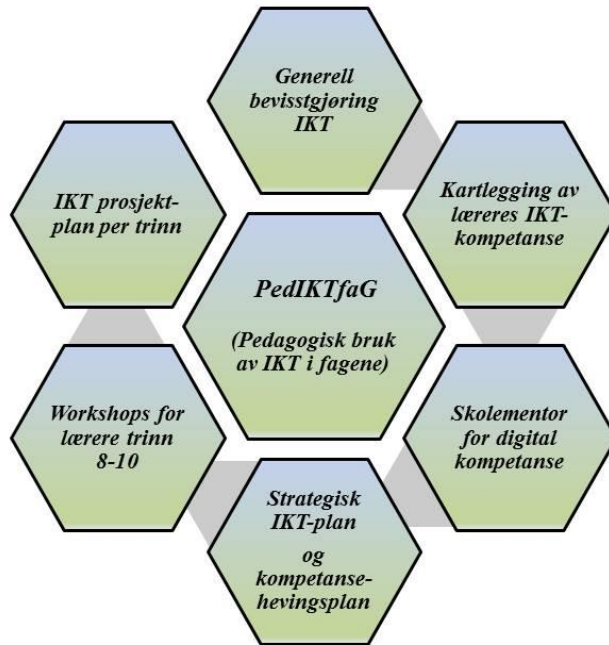 Generell
bevisstgjøring
IKT
Kartlegging av
læreres IKT-
kompetanse
Skolementor
for digital
kompetanse
Strategisk
IKT-plan
og
kompetanse-
hevingsplan
Workshops for
lærere trinn
8-10
IKT prosjekt-
plan per trinn
PedIKTfaG
(Pedagogisk bruk
av IKT i fagene)